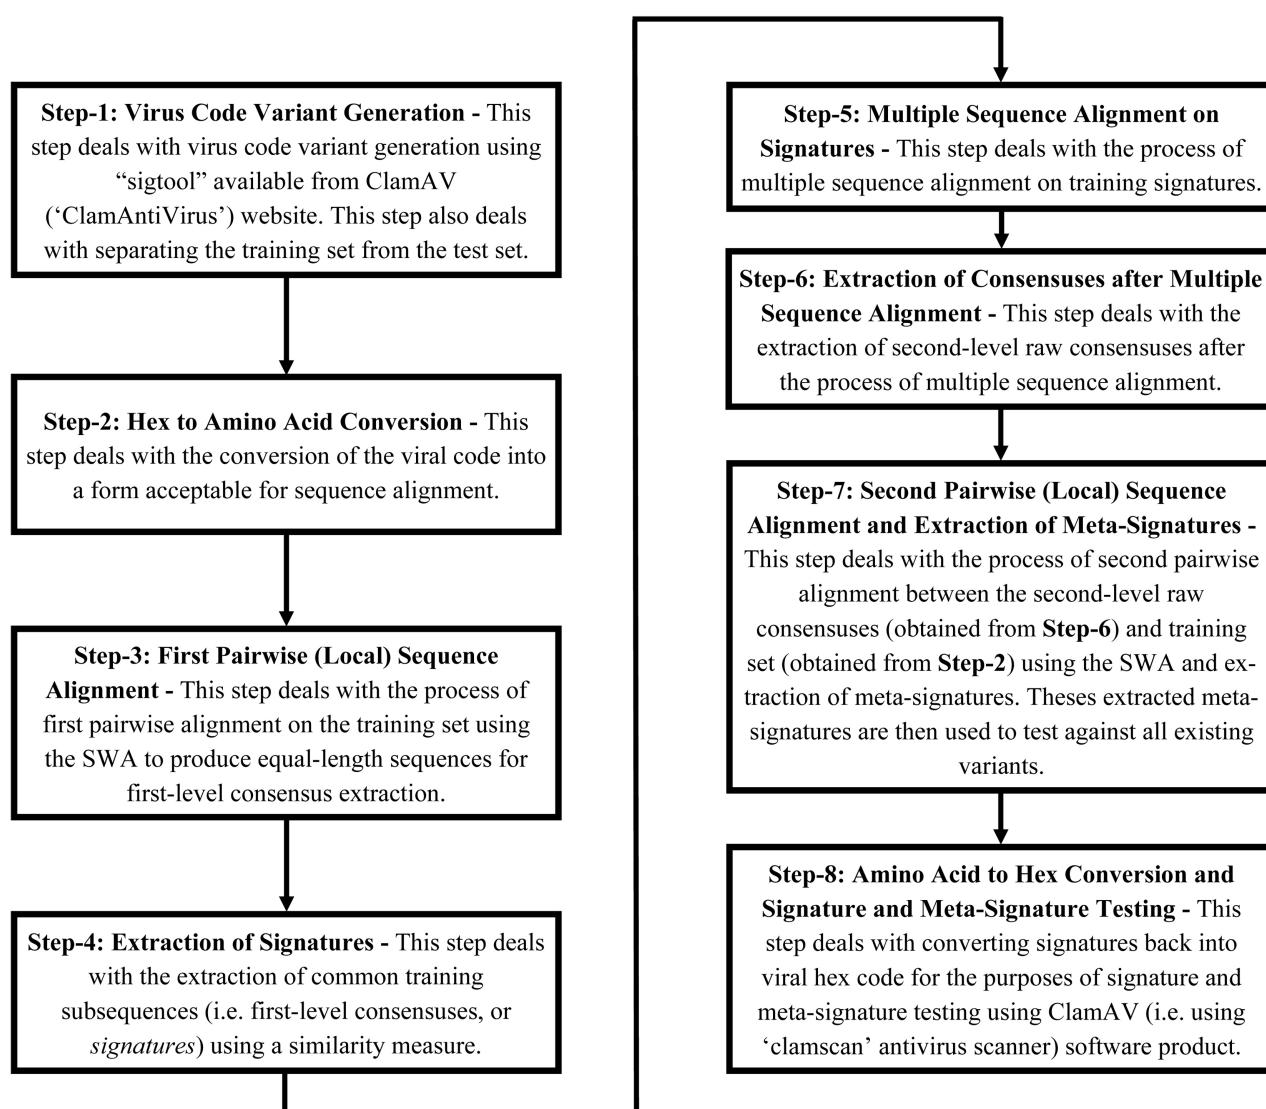 Step-1: Virus Code Variant Generation - This
step deals with virus code variant generation using
“sigtool” available from ClamAV
(‘ClamAntiVirus’) website. This step also deals
with separating the training set from the test set.
Step-2: Hex to Amino Acid Conversion - This
step deals with the conversion of the viral code into
a form acceptable for sequence alignment.
Step-3: First Pairwise (Local) Sequence
Alignment - This step deals with the process of
first pairwise alignment on the training set using
the SWA to produce equal-length sequences for
first-level consensus extraction.
Step-4: Extraction of Signatures - This step deals
with the extraction of common training
subsequences (i.e. first-level consensuses, or
signatures) using a similarity measure.
Step-5: Multiple Sequence Alignment on
Signatures - This step deals with the process of
multiple sequence alignment on training signatures.
Step-6: Extraction of Consensuses after Multiple
Sequence Alignment - This step deals with the
extraction of second-level raw consensuses after
the process of multiple sequence alignment.
Step-7: Second Pairwise (Local) Sequence
Alignment and Extraction of Meta-Signatures -
This step deals with the process of second pairwise
alignment between the second-level raw
consensuses (obtained from Step-6) and training
set (obtained from Step-2) using the SWA and ex-
traction of meta-signatures. Theses extracted meta-
signatures are then used to test against all existing
variants.
Step-8: Amino Acid to Hex Conversion and
Signature and Meta-Signature Testing - This
step deals with converting signatures back into
viral hex code for the purposes of signature and
meta-signature testing using ClamAV (i.e. using
‘clamscan’ antivirus scanner) software product.